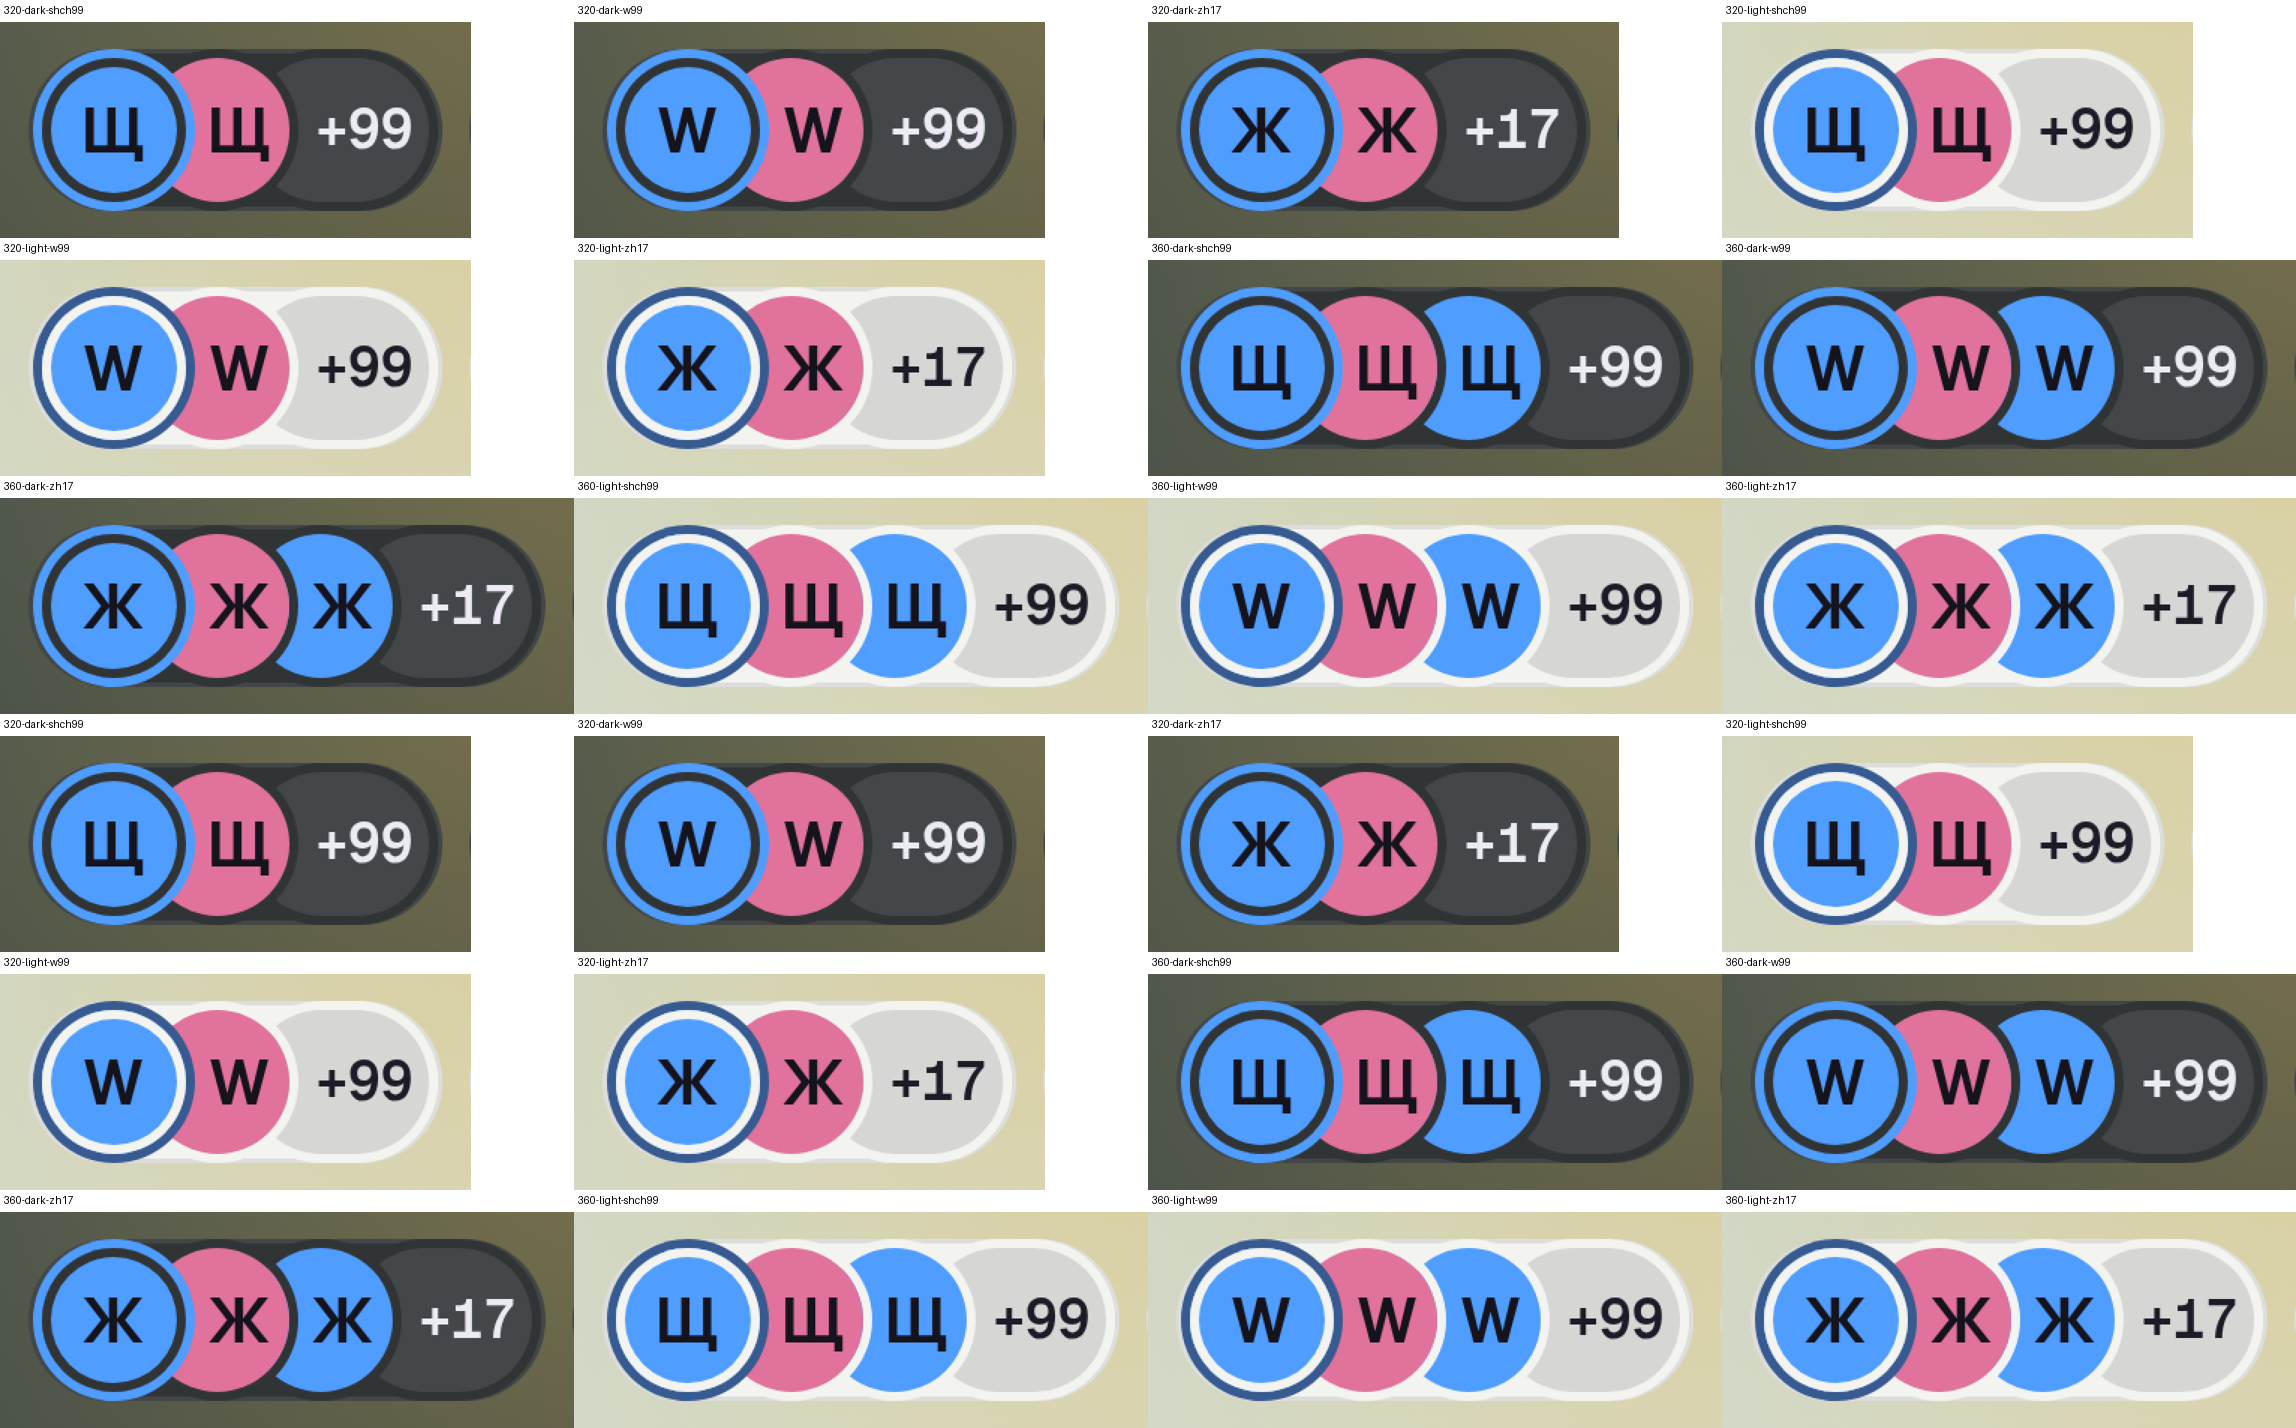 320-dark-shch99 320-dark-w99 320-dark-zh17 320-light-shch99
Щ Щ +99 W W +99 Ж Ж +17 Щ Щ +99
320-light-w99 320-light-zh17 360-dark-shch99 360-dark-w99
W W +99 Ж Ж +17 Щ Щ Щ +99 W W W +99
360-dark-zh17 360-light-shch99 360-light-w99 360-light-zh17
Ж Ж Ж +17 Щ Щ Щ +99 W W W +99 Ж Ж Ж +17
320-dark-shch99 320-dark-w99 320-dark-zh17 320-light-shch99
Щ Щ +99 W W +99 Ж Ж +17 Щ Щ +99
320-light-w99 320-light-zh17 360-dark-shch99 360-dark-w99
W W +99 Ж Ж +17 Щ Щ Щ +99 W W W +99
360-dark-zh17 360-light-shch99 360-light-w99 360-light-zh17
Ж Ж Ж +17 Щ Щ Щ +99 W W W +99 Ж Ж Ж +17